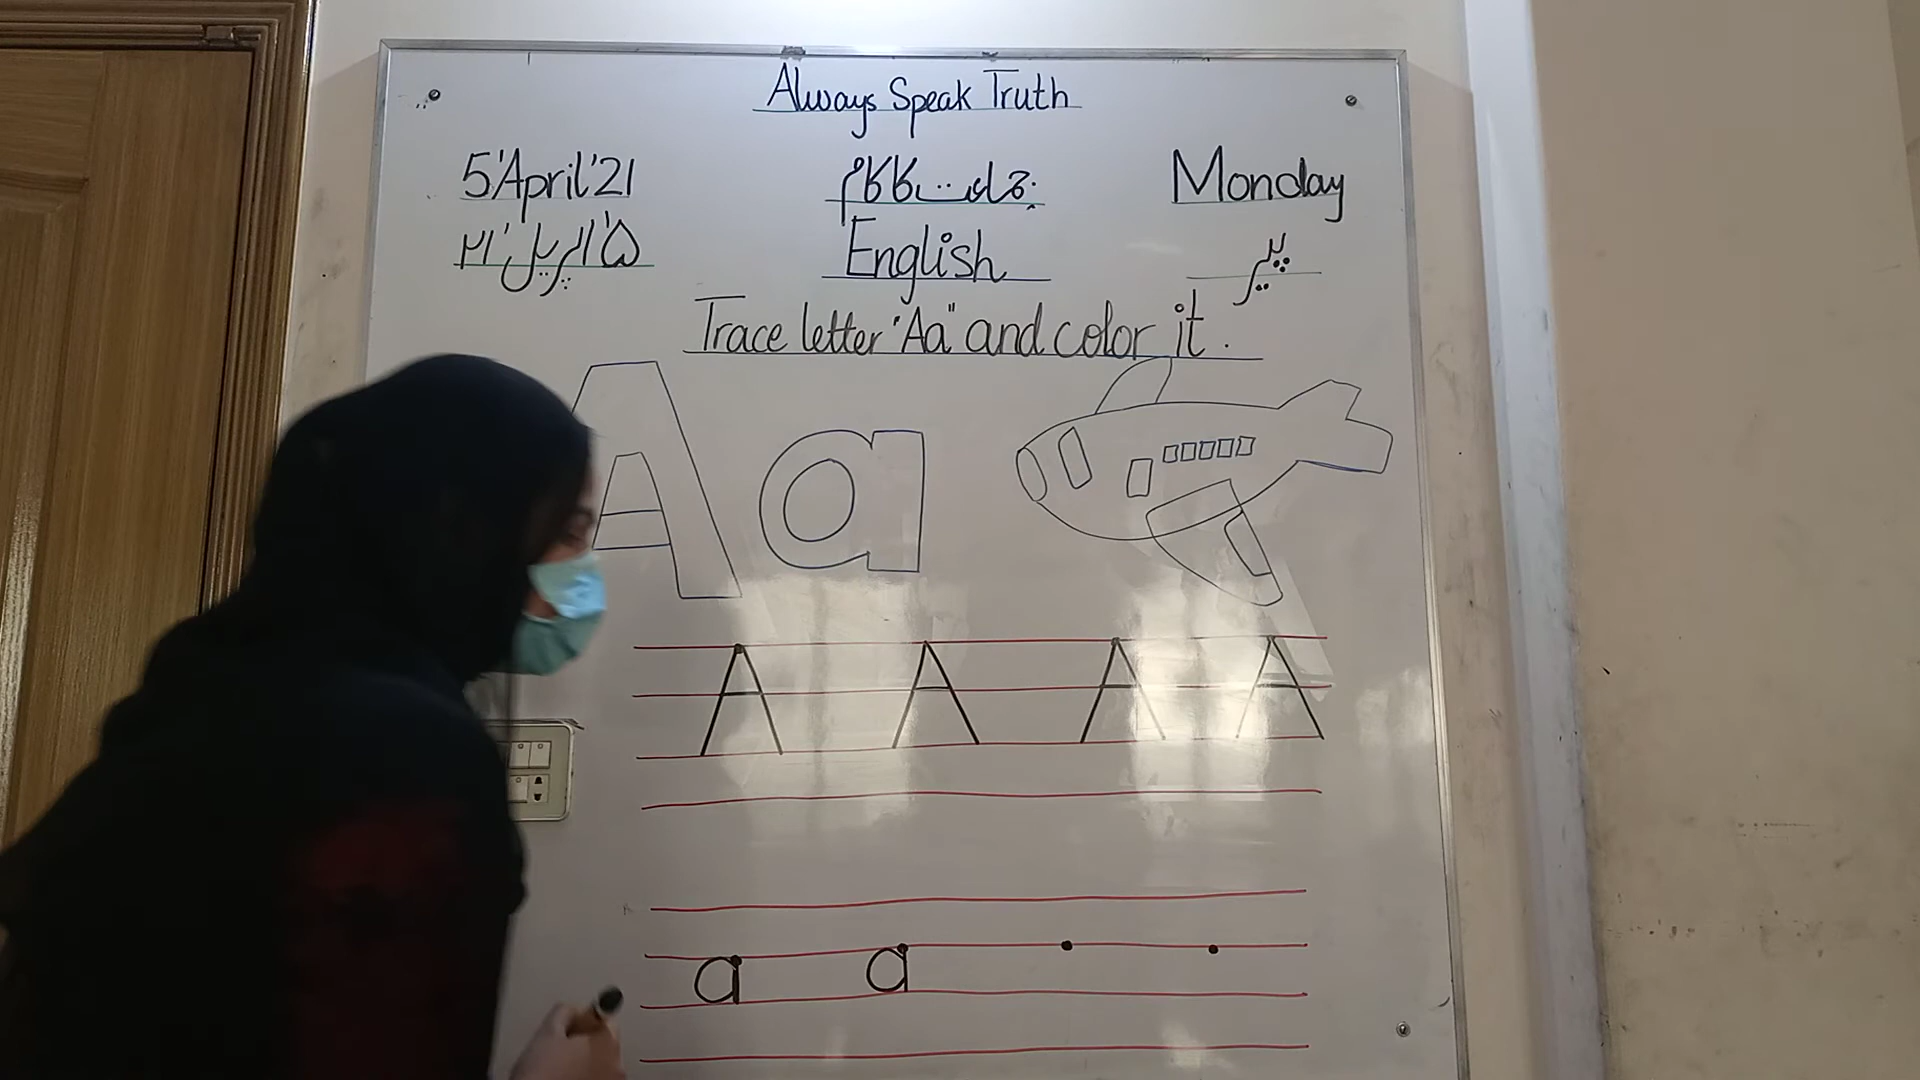 Always Speak Truth
5'April'21
جماعت کا کام
Monday
۵'اپریل'۲۱
English
پیر
Trace letter "Aa" and color it.
A a
A A A A
a a